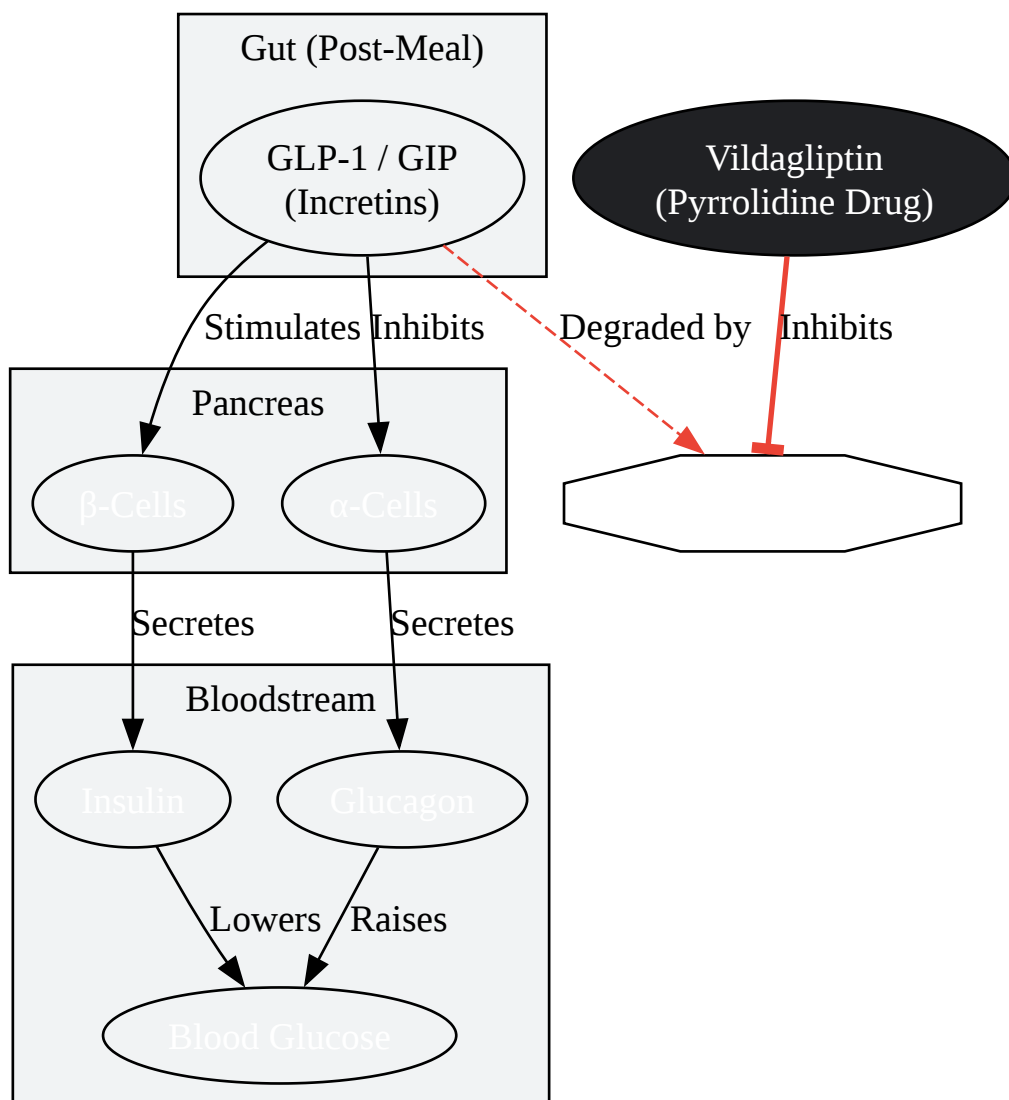 Gut (Post-Meal)
GLP-1 / GIP
(Incretins)
Vildagliptin
(Pyrrolidine Drug)
Stimulates
Inhibits
Degraded by
Inhibits
Pancreas
β-Cells
α-Cells
Secretes
Secretes
Bloodstream
Insulin
Glucagon
Lowers
Raises
Blood Glucose